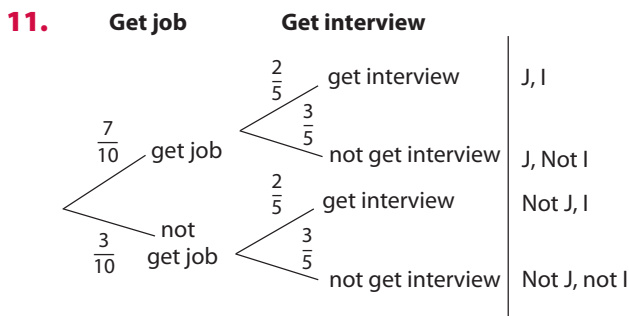 11. Get job Get interview
2/5 get interview J, I
7/10 get job
3/5 not get interview J, Not I
2/5 get interview Not J, I
3/10 not get job
3/5 not get interview Not J, not I